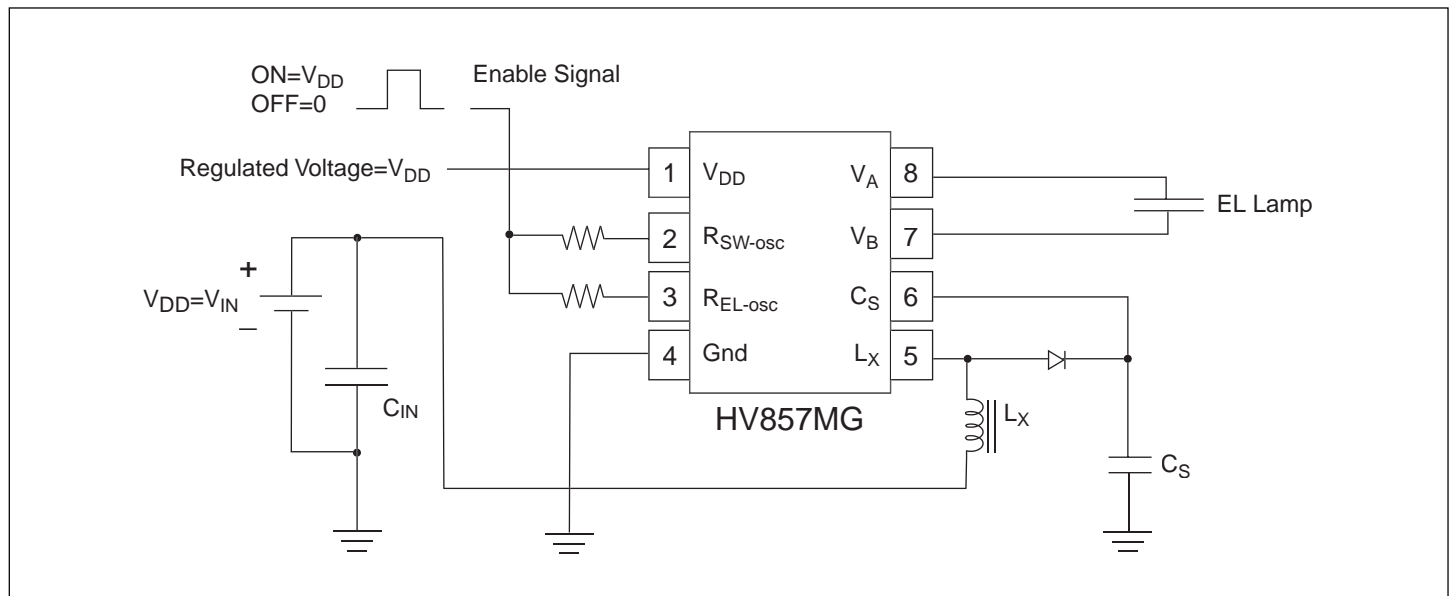 ON=VDD
OFF=0
Enable Signal
Regulated Voltage=VDD
1
VDD
VA
8
EL Lamp
2
RSW-osc
VB
7
+
VDD=VIN
–
3
REL-osc
CS
6
4
Gnd
LX
5
CIN
HV857MG
LX
CS